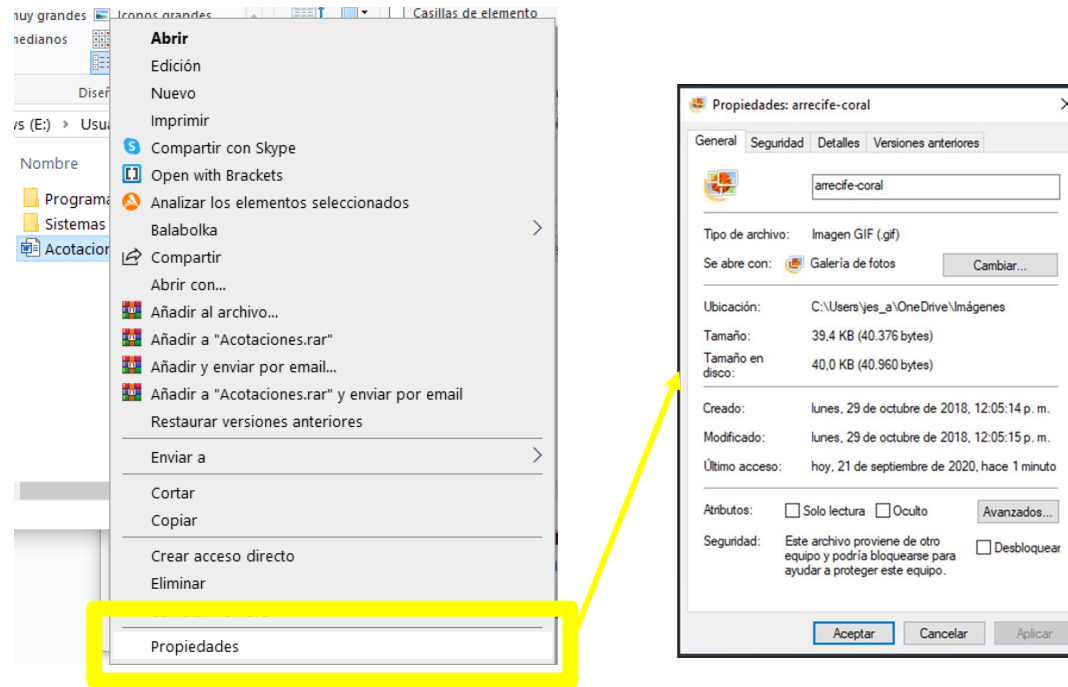 muy grandes Iconos grandes
medianos
Casillas de elemento
Diseñ
vs (E:) > Usua
Nombre
Programa
Sistemas
Acotacion
Abrir
Edición
Nuevo
Imprimir
Compartir con Skype
Open with Brackets
Analizar los elementos seleccionados
Balabolka
Compartir
Abrir con...
Añadir al archivo...
Añadir a "Acotaciones.rar"
Añadir y enviar por email...
Añadir a "Acotaciones.rar" y enviar por email
Restaurar versiones anteriores
Enviar a
Cortar
Copiar
Crear acceso directo
Eliminar
Propiedades
Propiedades: arrecife-coral
General Seguridad Detalles Versiones anteriores
arrecife-coral
Tipo de archivo: Imagen GIF (.gif)
Se abre con: Galería de fotos Cambiar...
Ubicación: C:\Users\jes_a\OneDrive\Imágenes
Tamaño: 39,4 KB (40.376 bytes)
Tamaño en
disco: 40,0 KB (40.960 bytes)
Creado: lunes, 29 de octubre de 2018, 12:05:14 p. m.
Modificado: lunes, 29 de octubre de 2018, 12:05:15 p. m.
Último acceso: hoy, 21 de septiembre de 2020, hace 1 minuto
Atributos: Solo lectura Oculto Avanzados...
Seguridad: Este archivo proviene de otro
equipo y podría bloquearse para
ayudar a proteger este equipo.
Desbloquear
Aceptar Cancelar Aplicar